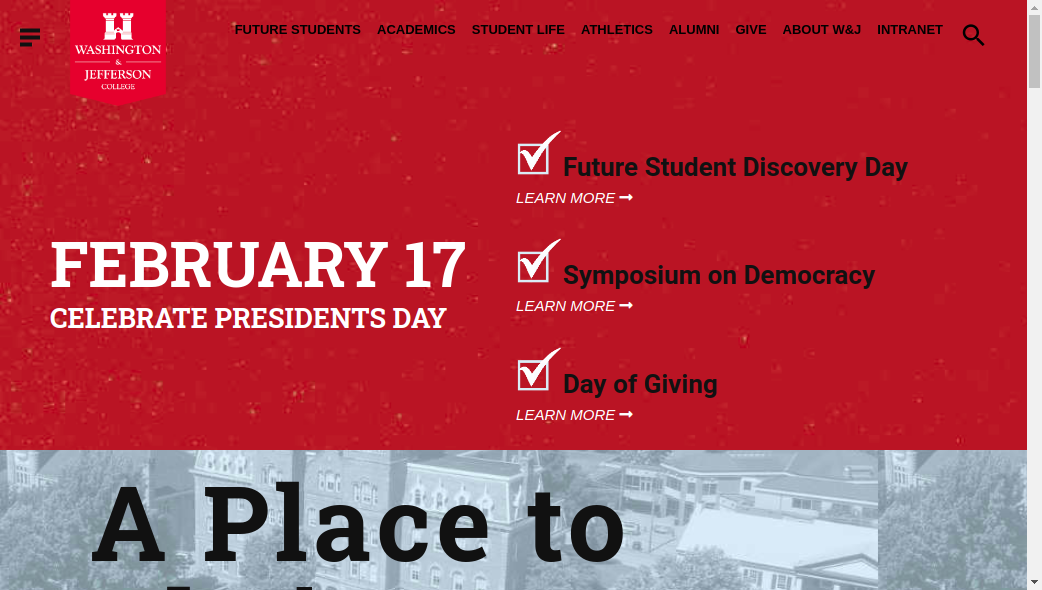 WASHINGTON
&
JEFFERSON
COLLEGE
FUTURE STUDENTS ACADEMICS STUDENT LIFE ATHLETICS ALUMNI GIVE ABOUT W&J INTRANET
FEBRUARY 17
CELEBRATE PRESIDENTS DAY
Future Student Discovery Day
LEARN MORE
Symposium on Democracy
LEARN MORE
Day of Giving
LEARN MORE
A Place to